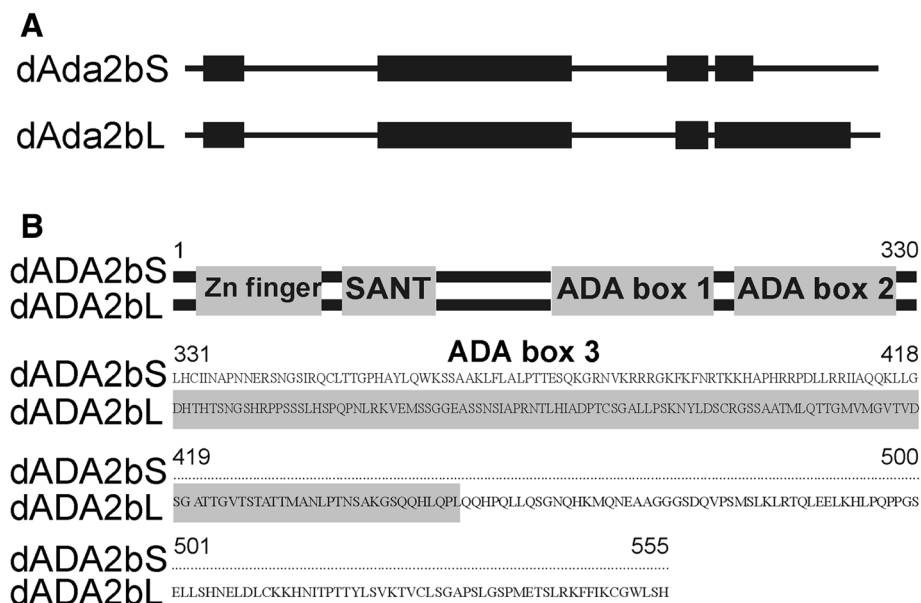 A
dAda2bS
dAda2bL
B
1 330
dADA2bS
dADA2bL
Zn finger SANT ADA box 1 ADA box 2
331 ADA box 3 418
dADA2bS LHCIINAPNNERSNGSIRQCLTTGPHAYLQWKSSAAKLFLALPTTESQKGRNVKRRRGKFKFNRTKKHAPHRRPDLLRRIIAQQKLLG
dADA2bL DHTHTSNGSHRPPSSSLHSPQPNLRKVEMSSGGEASSNSIAPRNTLHIADPTCSGALLPSKNYLDSCRGSSAATMLQTTGMVMGVTVD
419 500
dADA2bS
dADA2bL SGATTGVTSTATTMANLPTNSAKGSQQHLQPLQQHPQLLQSGNQHKMQNEAAGGGSDQVPSMSLKLRTQLEELKHLPQPPGS
501 555
dADA2bS
dADA2bL ELLSHNELDLCKKHNITPTTYLSVKTVCLSGAPSLGSPMETSLRKFFIKCGWLSH